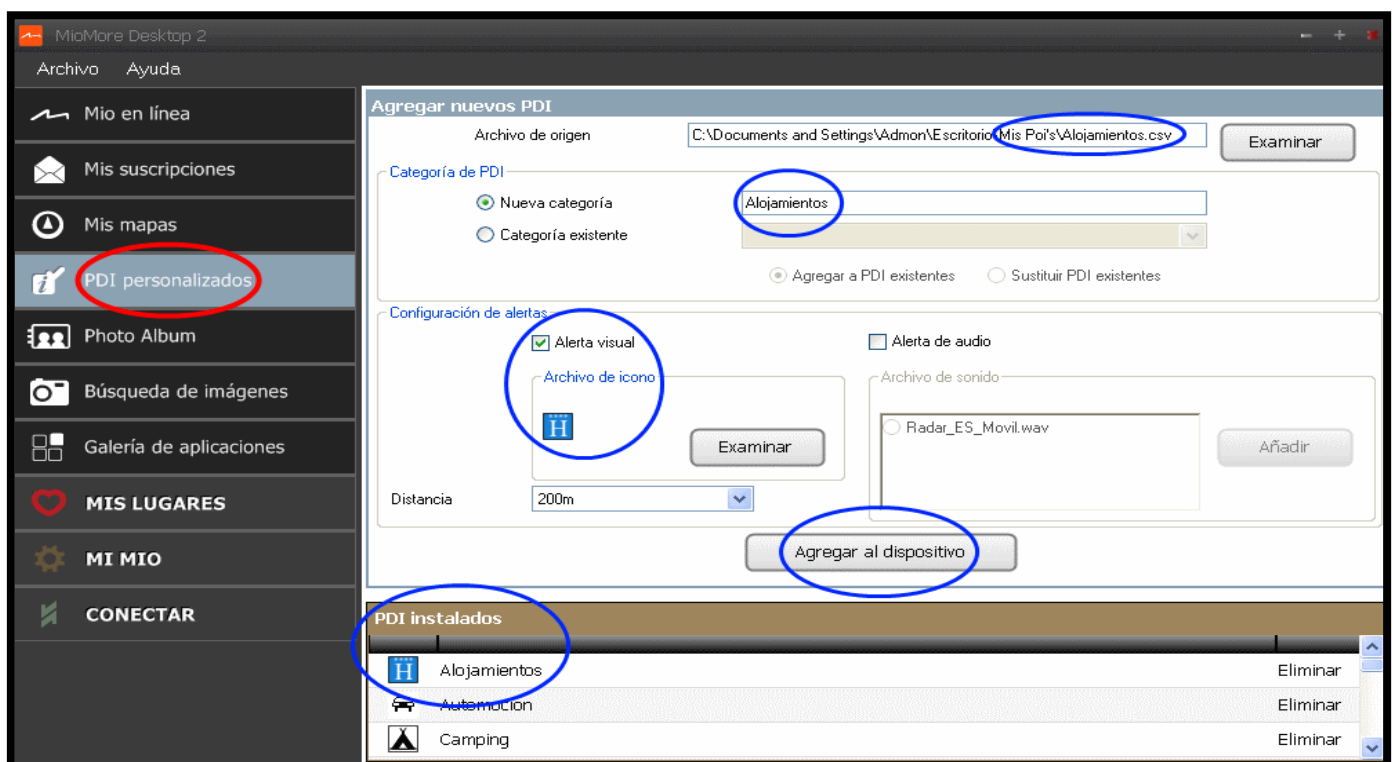 MioMore Desktop 2
Archivo Ayuda
Mio en línea
Mis suscripciones
Mis mapas
PDI personalizados
Photo Album
Búsqueda de imágenes
Galería de aplicaciones
MIS LUGARES
MI MIO
CONECTAR
Agregar nuevos PDI
Archivo de origen C:\Documents and Settings\Admon\Escritorio\Mis Poi's\Alojamientos.csv Examinar
Categoría de PDI
Nueva categoría Alojamientos
Categoría existente
Agregar a PDI existentes Sustituir PDI existentes
Configuración de alertas
Alerta visual Alerta de audio
Archivo de icono Archivo de sonido
H Examinar Radar_ES_Movil.wav Añadir
Distancia 200m
Agregar al dispositivo
PDI instalados
H Alojamientos Eliminar
Automocion Eliminar
Camping Eliminar